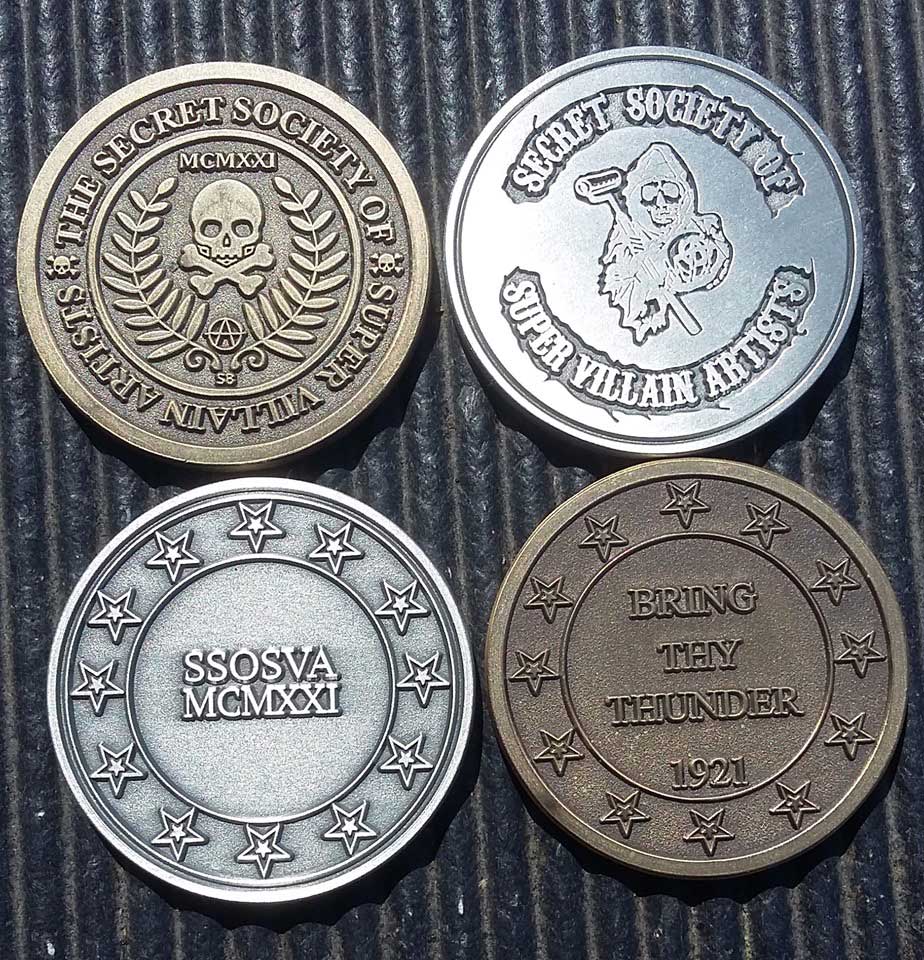 THE SECRET SOCIETY OF SUPER VILLAIN ARTISTS
MCMXXI
SB
SECRET SOCIETY OF
SUPER VILLAIN ARTISTS
SSOSVA
MCMXXI
BRING
THY
THUNDER
1921